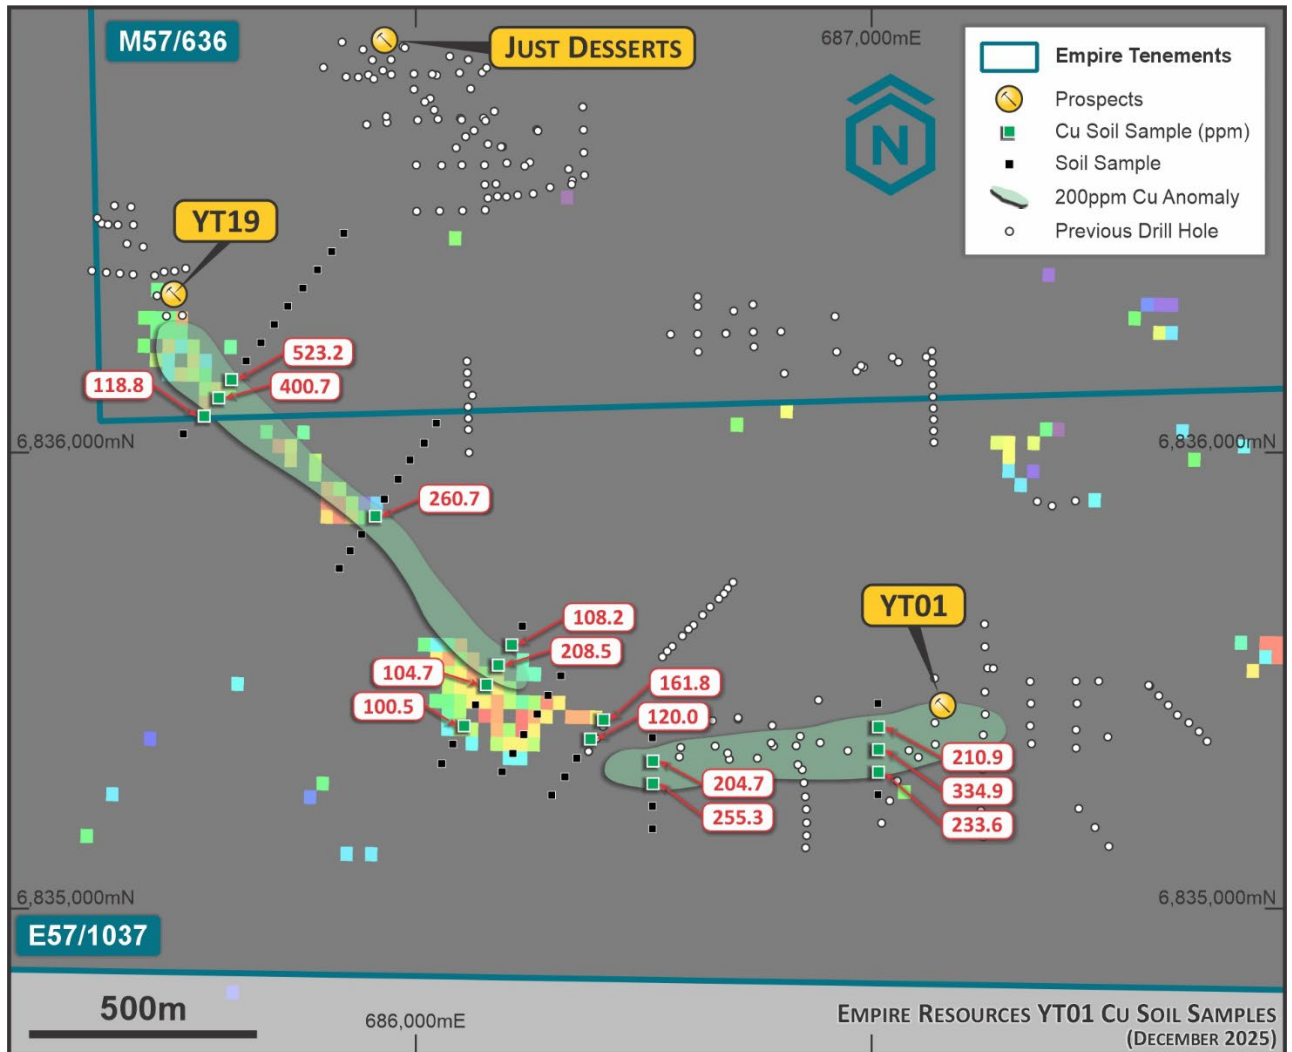 M57/636
JUST DESSERTS
687,000mE
Empire Tenements
Prospects
Cu Soil Sample (ppm)
Soil Sample
200ppm Cu Anomaly
Previous Drill Hole
N
YT19
523.2
118.8
400.7
6,836,000mN
6,836,000mN
260.7
YT01
108.2
208.5
104.7
161.8
100.5
120.0
210.9
204.7
334.9
255.3
233.6
6,835,000mN
6,835,000mN
E57/1037
500m
686,000mE
EMPIRE RESOURCES YT01 CU SOIL SAMPLES
(DECEMBER 2025)